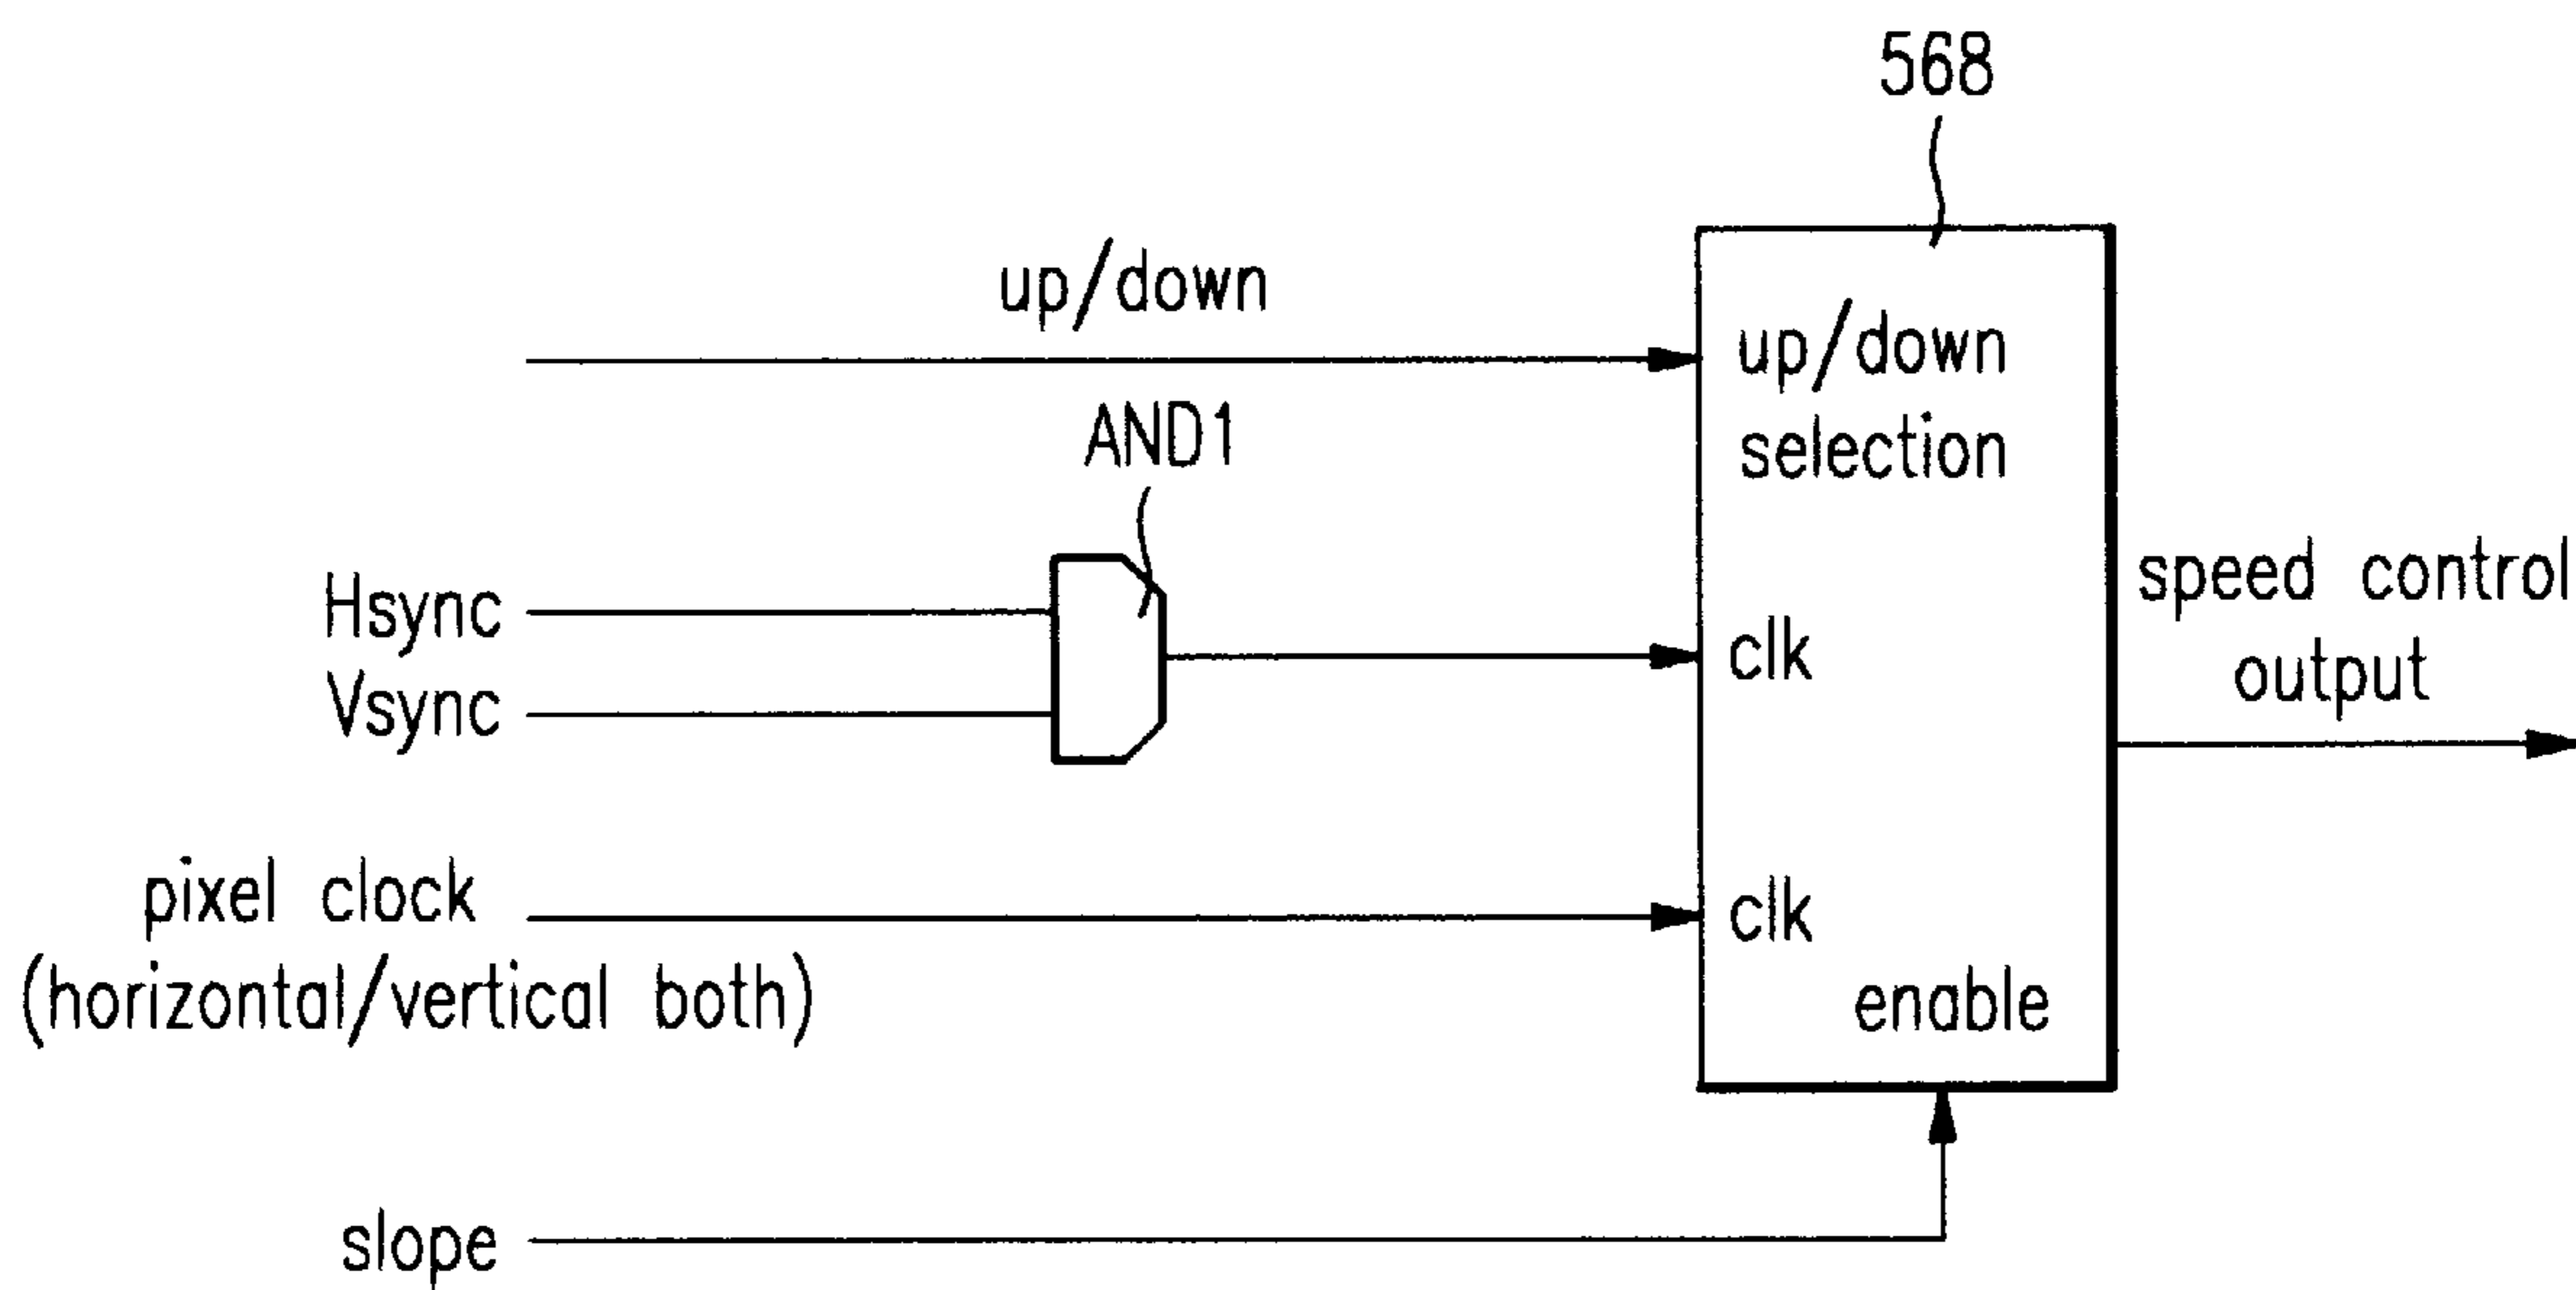 568
up/down
up/down
selection
AND1
Hsync
Vsync
clk
speed control
output
pixel clock
(horizontal/vertical both)
clk
enable
slope